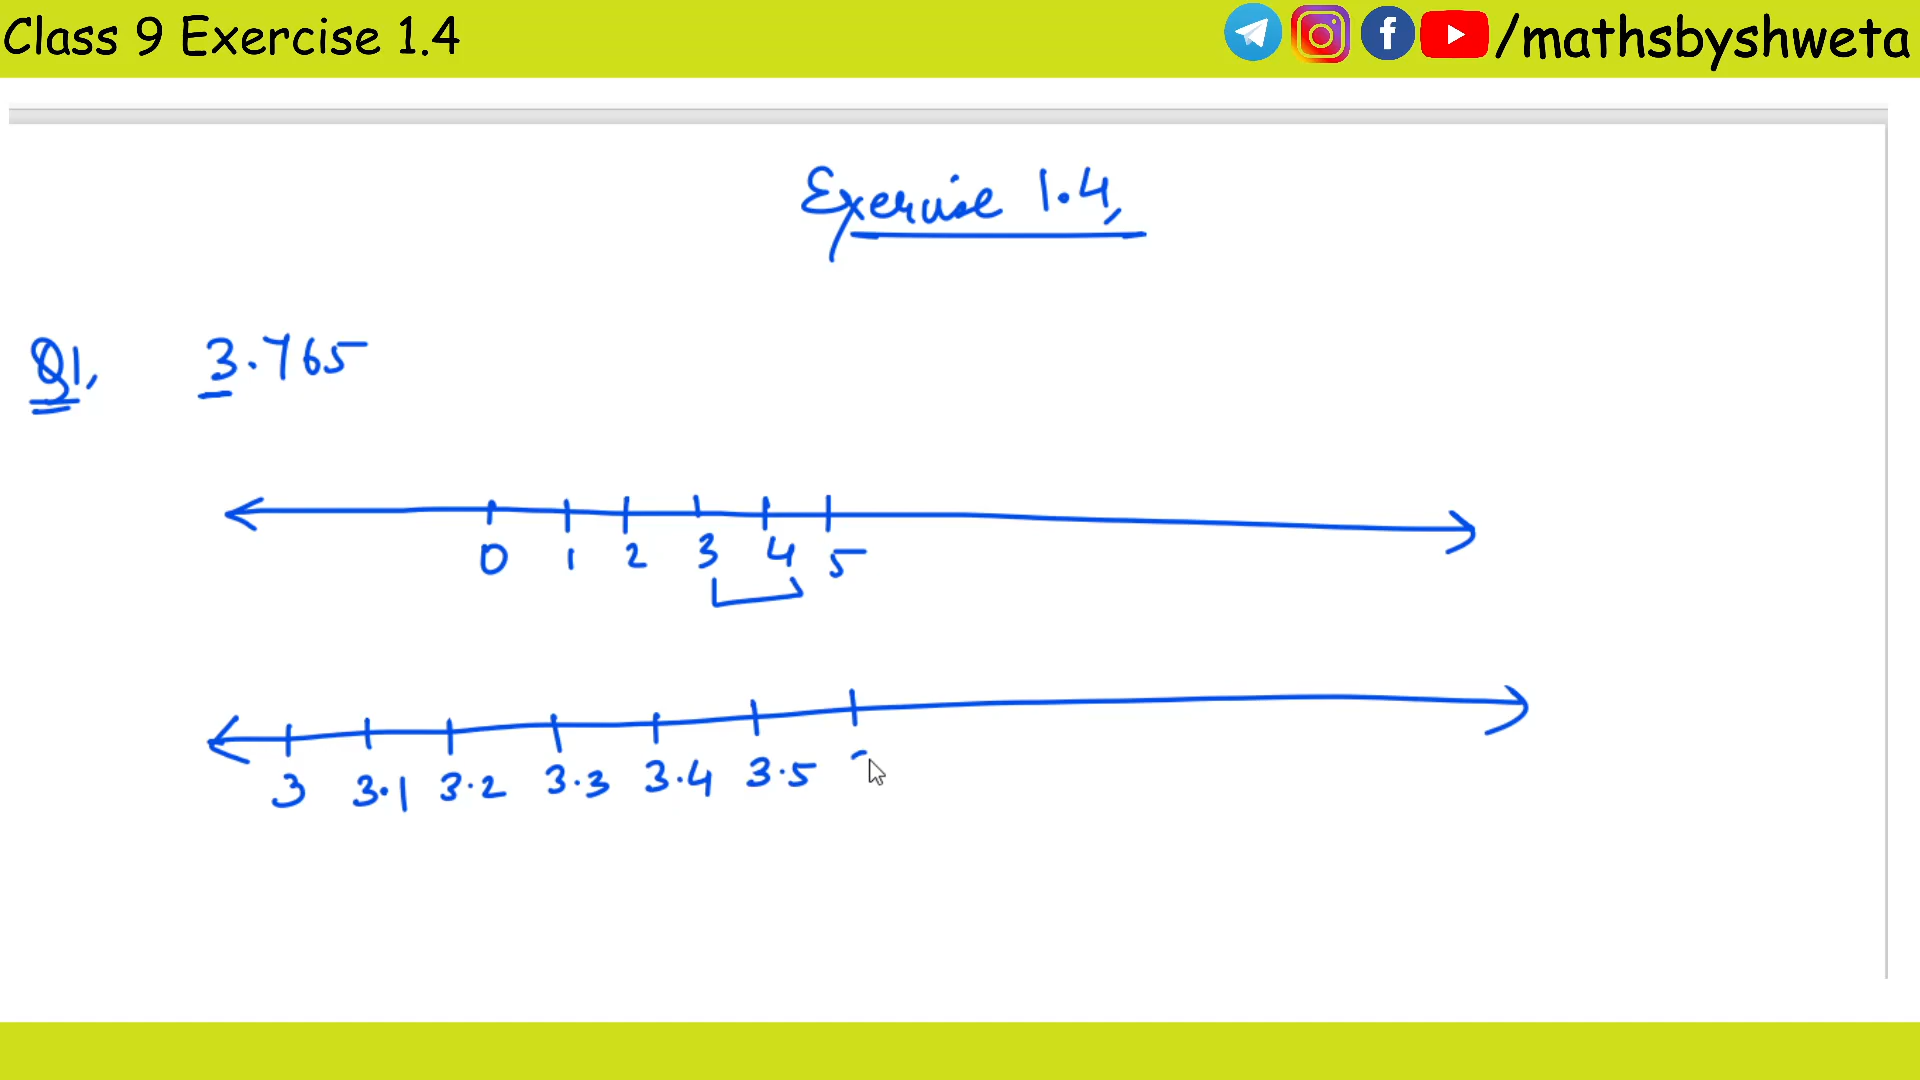 Class 9 Exercise 1.4
/mathsbyshweta
Exercise 1.4,
Q1, 3.765
0 1 2 3 4 5
3 3.1 3.2 3.3 3.4 3.5